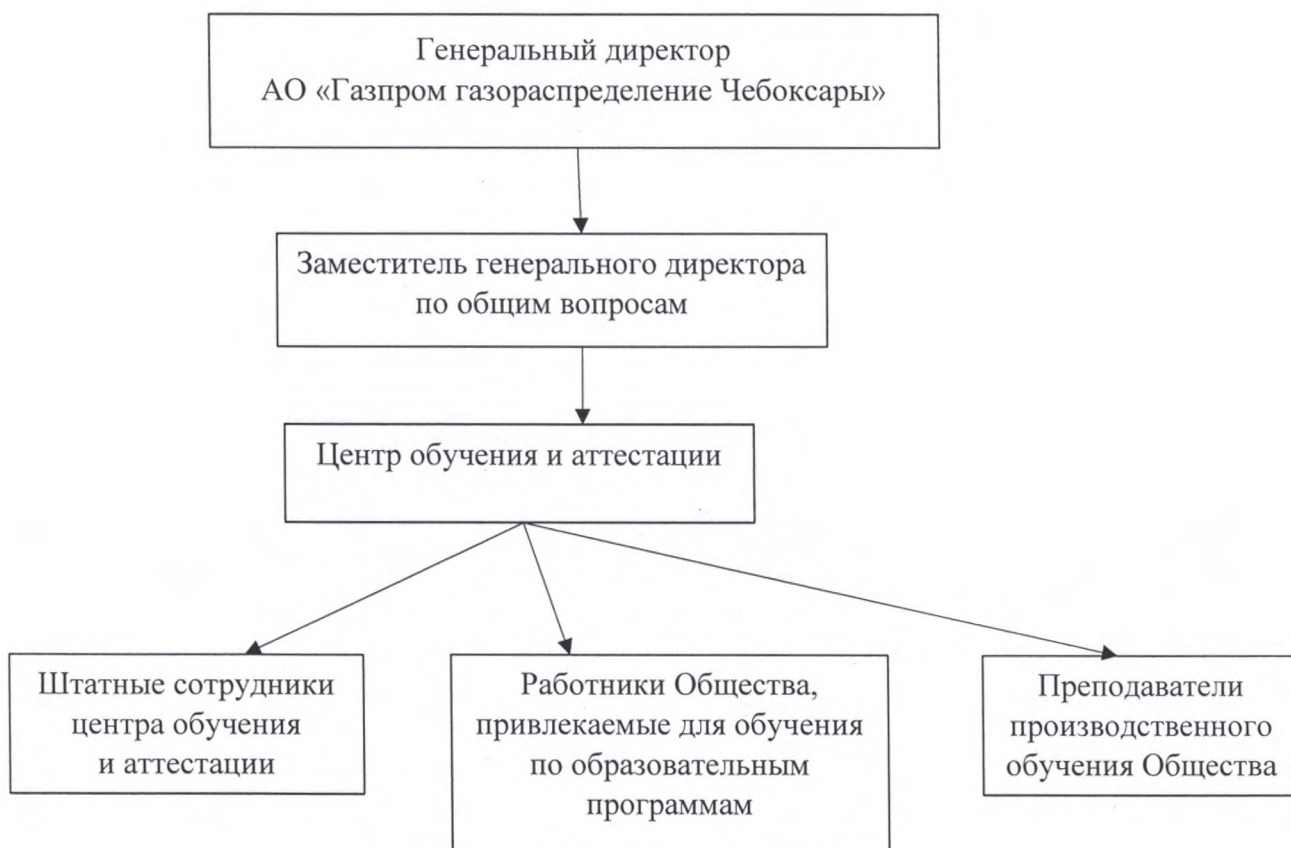 Генеральный директор
АО «Газпром газораспределение Чебоксары»
Заместитель генерального директора
по общим вопросам
Центр обучения и аттестации
Штатные сотрудники
центра обучения
и аттестации
Работники Общества,
привлекаемые для обучения
по образовательным
программам
Преподаватели
производственного
обучения Общества